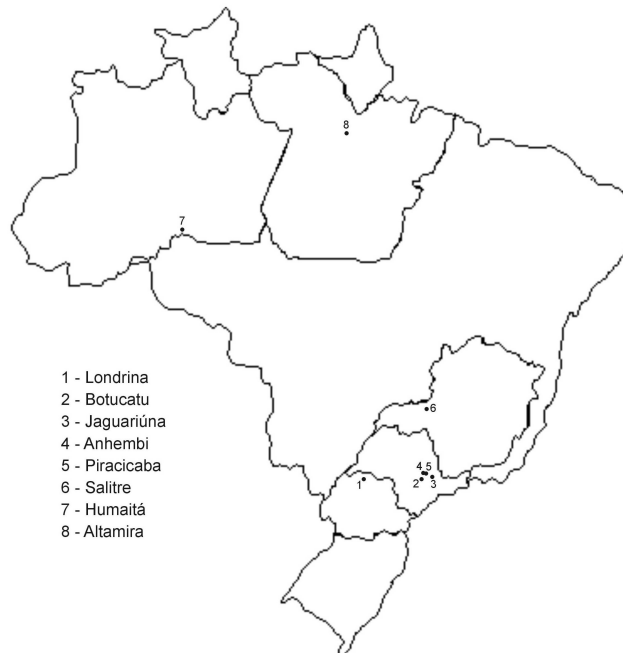 8
7
6
4 5
1 2 3
1 - Londrina
2 - Botucatu
3 - Jaguariúna
4 - Anhembi
5 - Piracicaba
6 - Salitre
7 - Humaitá
8 - Altamira